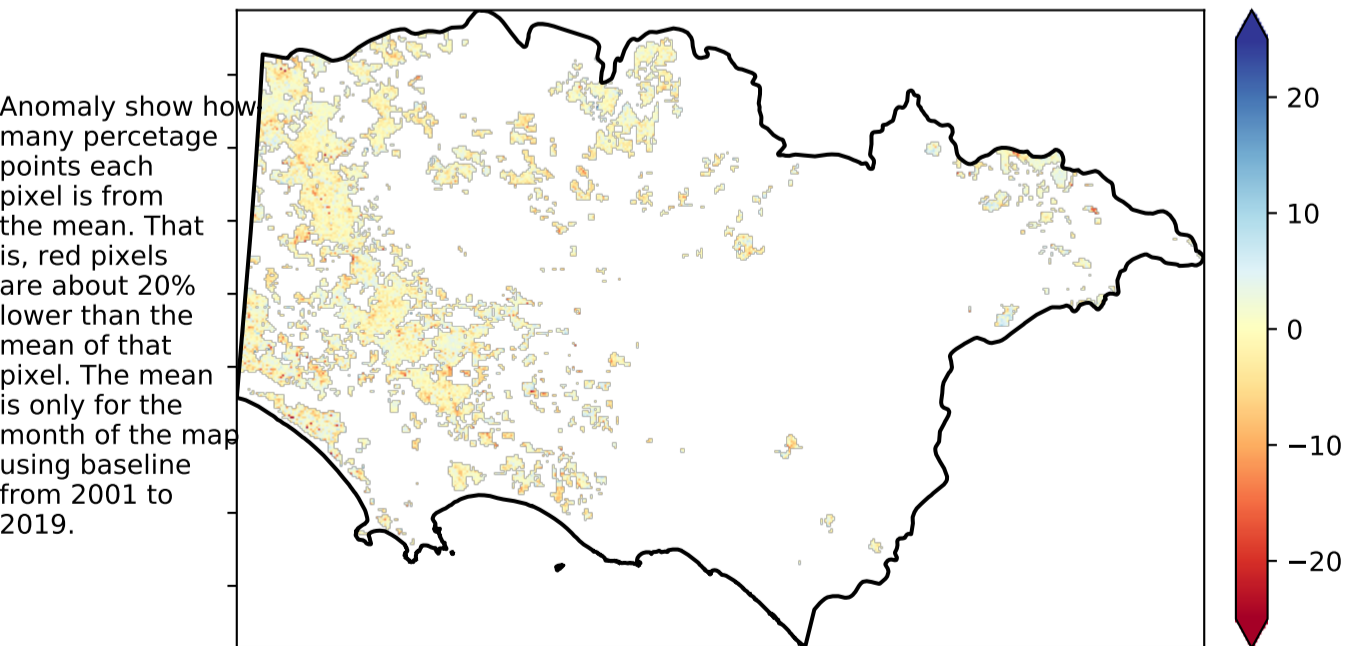 Anomaly show how
many percetage
points each
pixel is from
the mean. That
is, red pixels
are about 20%
lower than the
mean of that
pixel. The mean
is only for the
month of the map
using baseline
from 2001 to
2019.
20
10
0
−10
−20